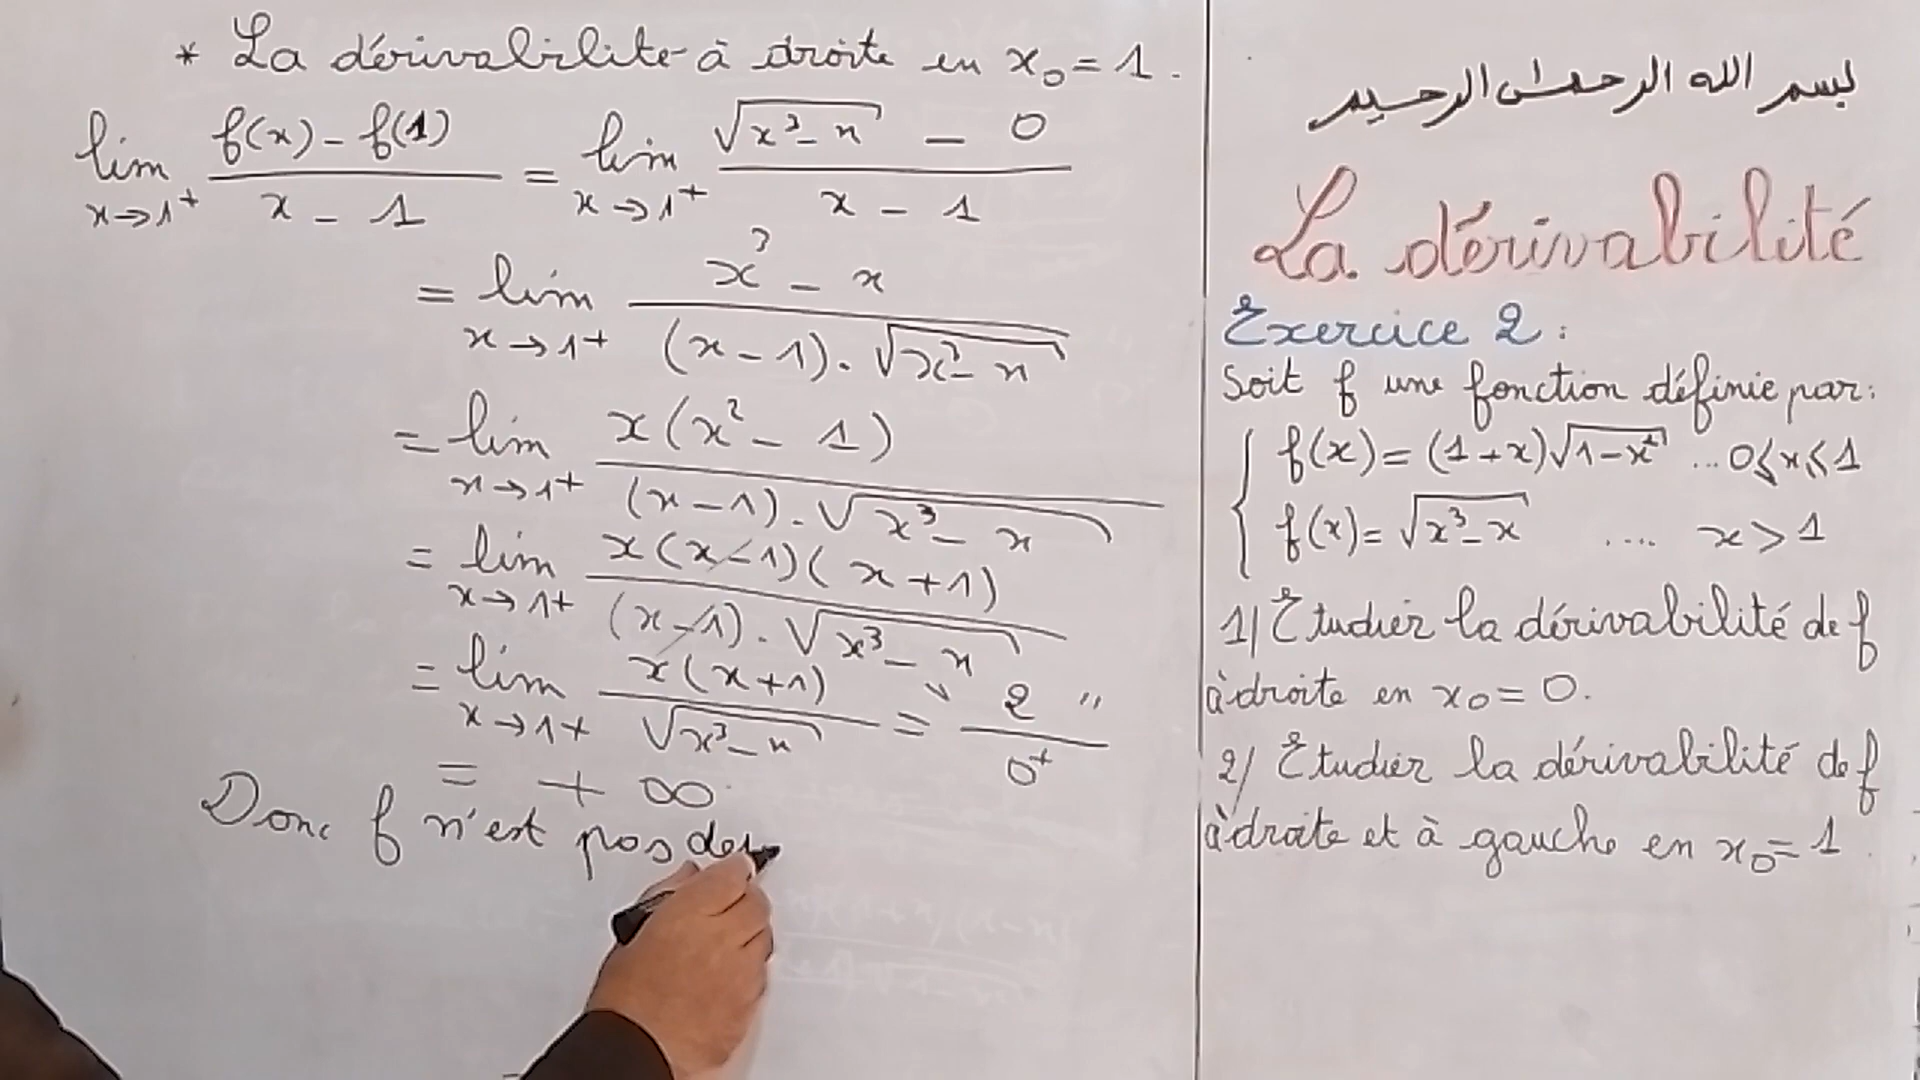 * La dérivabilité à droite en x₀ = 1.
lim x→1⁺ (f(x) - f(1))/(x - 1) = lim x→1⁺ (√(x³ - x) - 0)/(x - 1)
= lim x→1⁺ (x³ - x)/((x - 1).√(x³ - x))
= lim x→1⁺ x(x² - 1)/((x - 1).√(x³ - x))
= lim x→1⁺ x(x - 1)(x + 1)/((x - 1).√(x³ - x))
= lim x→1⁺ x(x + 1)/√(x³ - x) = " 2/0⁺ "
= + ∞
Donc f n'est pas der
بسم الله الرحمان الرحيم
La dérivabilité
Exercice 2 :
Soit f une fonction définie par :
f(x) = (1 + x)√(1 - x²) ... 0 ≤ x ≤ 1
f(x) = √(x³ - x) .... x > 1
1/ Etudier la dérivabilité de f
à droite en x₀ = 0.
2/ Etudier la dérivabilité de f
à droite et à gauche en x₀ = 1